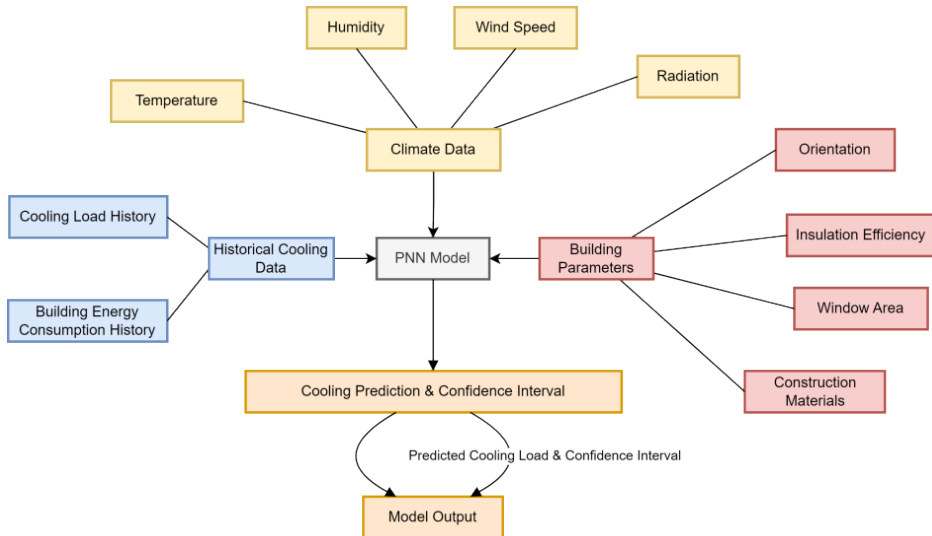 Humidity
Wind Speed
Temperature
Radiation
Climate Data
Orientation
Cooling Load History
Historical Cooling
Data
PNN Model
Building
Parameters
Insulation Efficiency
Building Energy
Consumption History
Window Area
Cooling Prediction & Confidence Interval
Construction
Materials
Predicted Cooling Load & Confidence Interval
Model Output